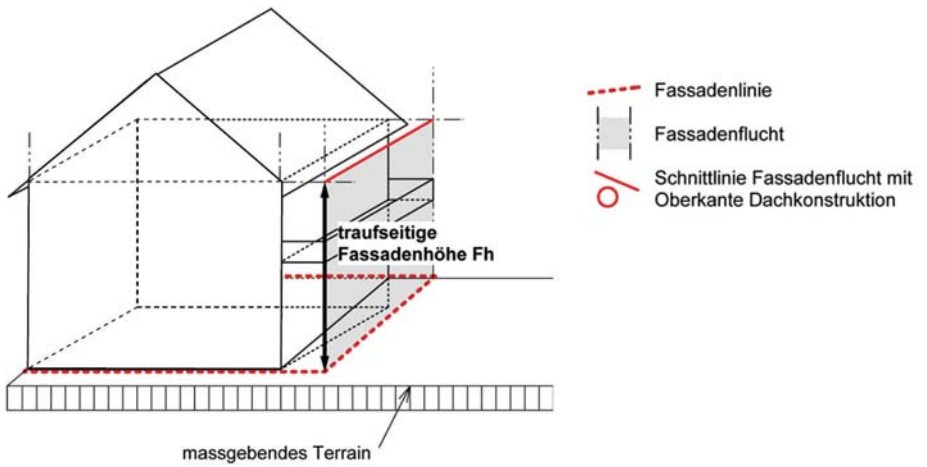 Fassadenlinie
Fassadenflucht
Schnittlinie Fassadenflucht mit
Oberkante Dachkonstruktion
traufseitige
Fassadenhöhe Fh
massgebendes Terrain